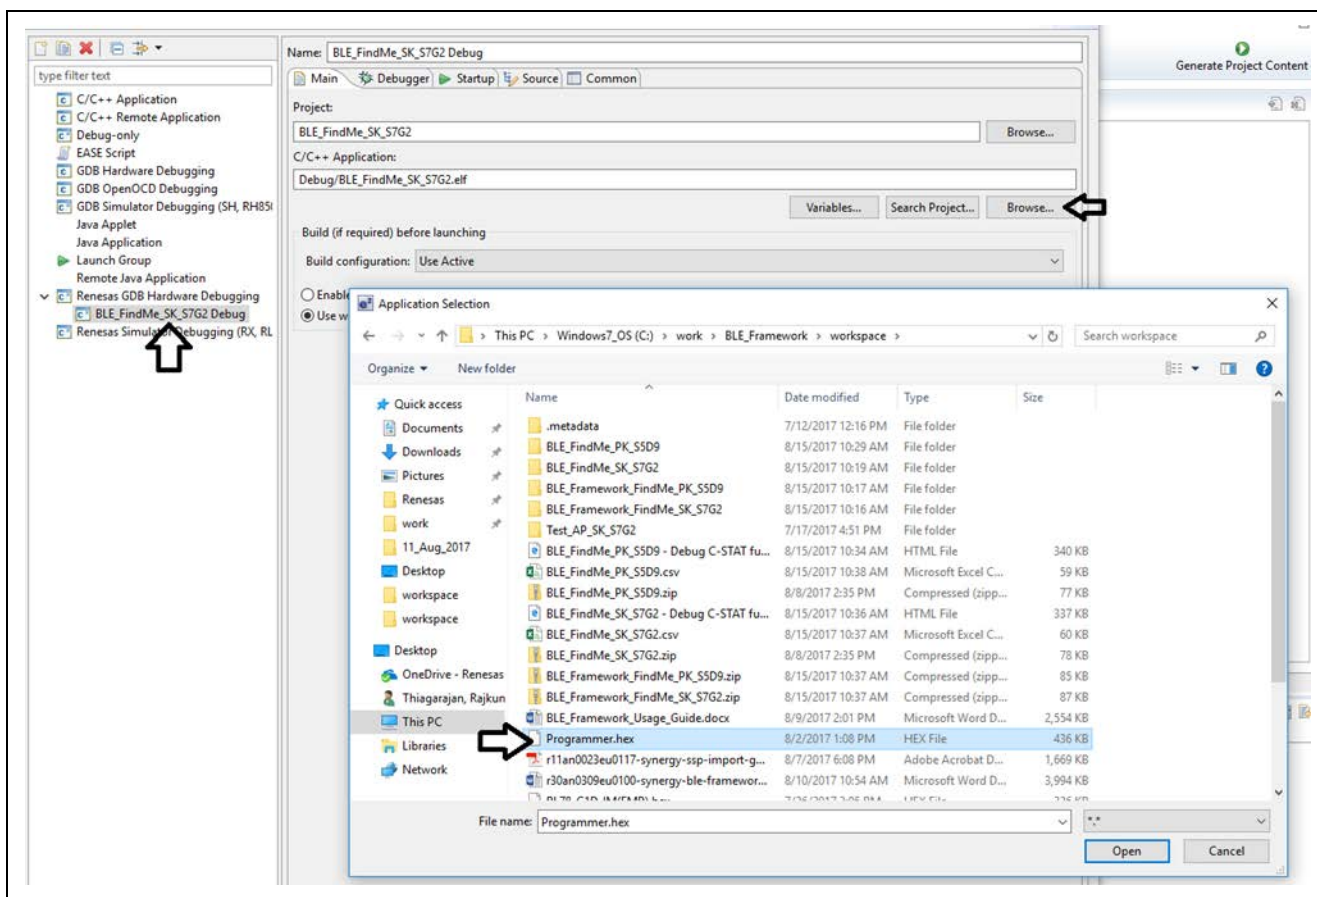 Generate Project Content
type filter text
C/C++ Application
C/C++ Remote Application
Debug-only
EASE Script
GDB Hardware Debugging
GDB OpenOCD Debugging
GDB Simulator Debugging (SH, RH85
Java Applet
Java Application
Launch Group
Remote Java Application
Renesas GDB Hardware Debugging
BLE_FindMe_SK_S7G2 Debug
Renesas Simulator Debugging (RX, RL
Name: BLE_FindMe_SK_S7G2 Debug
Main Debugger Startup Source Common
Project:
BLE_FindMe_SK_S7G2 Browse...
C/C++ Application:
Debug/BLE_FindMe_SK_S7G2.elf
Variables... Search Project... Browse...
Build (if required) before launching
Build configuration: Use Active
Enable
Use w
Application Selection
This PC > Windows7_OS (C:) > work > BLE_Framework > workspace > Search workspace
Organize New folder
Quick access
Documents
Downloads
Pictures
Renesas
work
11_Aug_2017
Desktop
workspace
workspace
Desktop
OneDrive - Renesas
Thiagarajan, Rajkun
This PC
Libraries
Network
Name Date modified Type Size
.metadata 7/12/2017 12:16 PM File folder
BLE_FindMe_PK_S5D9 8/15/2017 10:29 AM File folder
BLE_FindMe_SK_S7G2 8/15/2017 10:19 AM File folder
BLE_Framework_FindMe_PK_S5D9 8/15/2017 10:17 AM File folder
BLE_Framework_FindMe_SK_S7G2 8/15/2017 10:16 AM File folder
Test_AP_SK_S7G2 7/17/2017 4:51 PM File folder
BLE_FindMe_PK_S5D9 - Debug C-STAT fu... 8/15/2017 10:34 AM HTML File 340 KB
BLE_FindMe_PK_S5D9.csv 8/15/2017 10:38 AM Microsoft Excel C... 59 KB
BLE_FindMe_PK_S5D9.zip 8/8/2017 2:35 PM Compressed (zipp... 77 KB
BLE_FindMe_SK_S7G2 - Debug C-STAT fu... 8/15/2017 10:36 AM HTML File 337 KB
BLE_FindMe_SK_S7G2.csv 8/15/2017 10:37 AM Microsoft Excel C... 60 KB
BLE_FindMe_SK_S7G2.zip 8/8/2017 2:35 PM Compressed (zipp... 78 KB
BLE_Framework_FindMe_PK_S5D9.zip 8/15/2017 10:37 AM Compressed (zipp... 85 KB
BLE_Framework_FindMe_SK_S7G2.zip 8/15/2017 10:37 AM Compressed (zipp... 87 KB
BLE_Framework_Usage_Guide.docx 8/9/2017 2:01 PM Microsoft Word D... 2,554 KB
Programmer.hex 8/2/2017 1:08 PM HEX File 436 KB
r11an0023eu0117-synergy-ssp-import-g... 8/7/2017 6:08 PM Adobe Acrobat D... 1,669 KB
r30an0309eu0100-synergy-ble-framewor... 8/10/2017 10:54 AM Microsoft Word D... 3,994 KB
File name: Programmer.hex *.*
Open Cancel